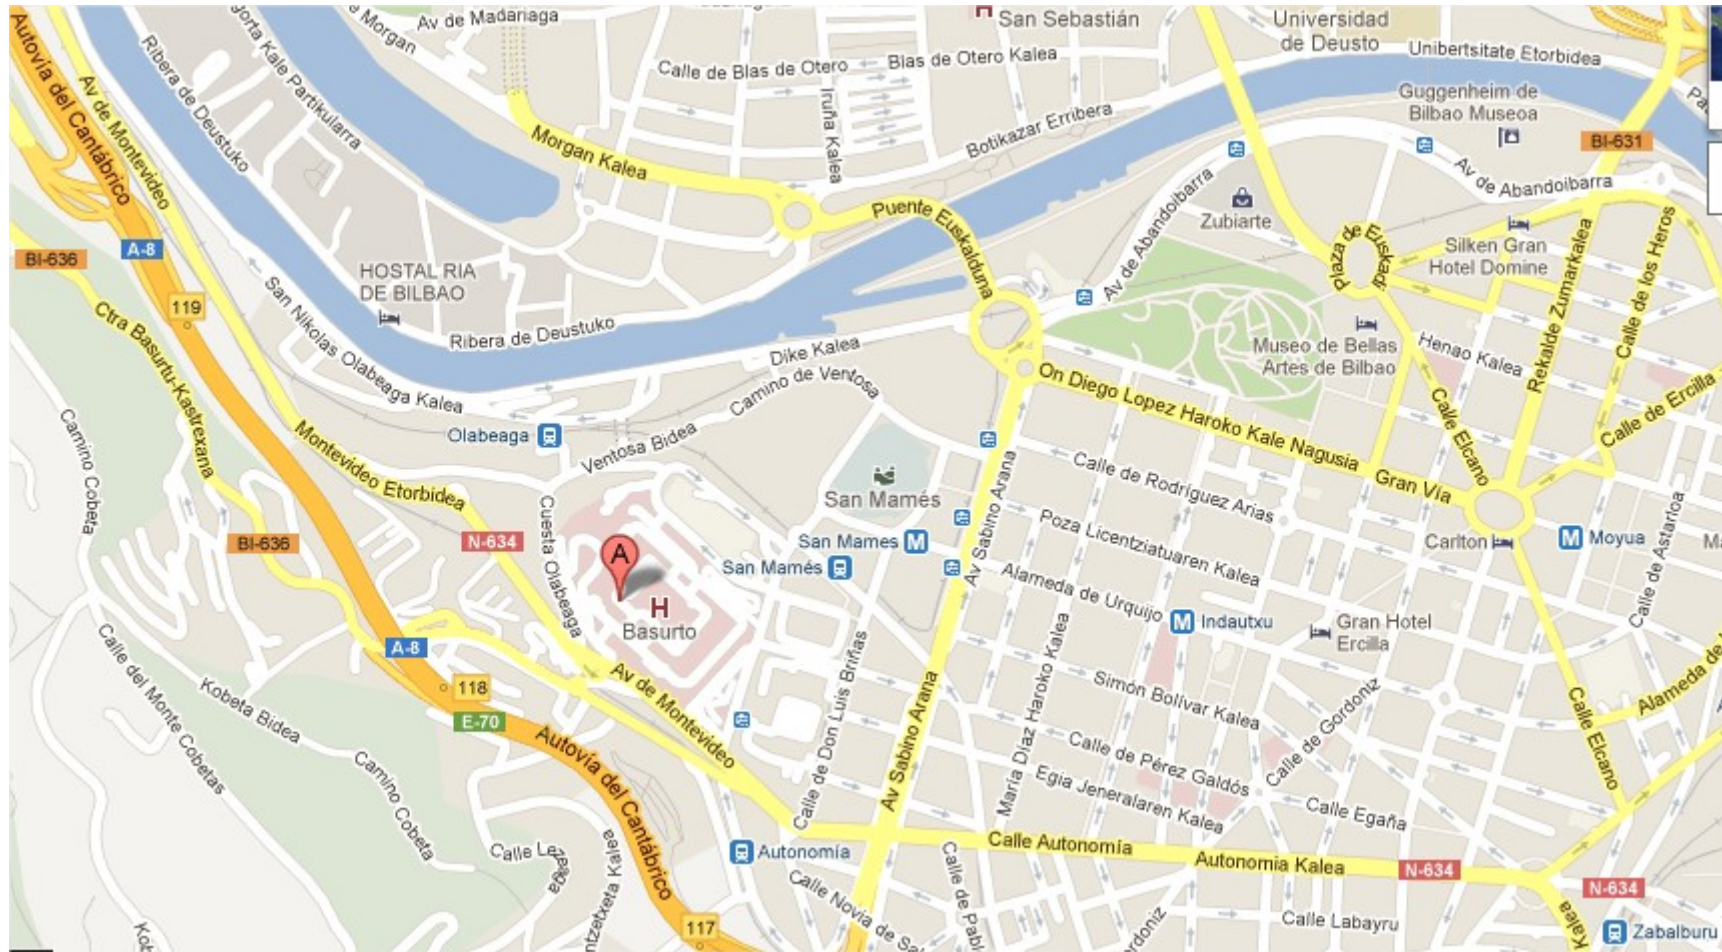 Autovía del Cantábrico
Av de Montevideo
Ribera de Deustuko
Av de Madariaga
San Sebastián
Universidad
de Deusto
Unibertsitate Etorbidea
Calle de Blas de Otero
Blas de Otero Kalea
Iruña Kalea
Botikazar Erribera
Morgan Kalea
Guggenheim de
Bilbao Museoa
BI-631
Av de Abandoibarra
Av de Abandoibarra
Zubiarte
Puente Euskalduna
Plaza de Euskadi
Silken Gran
Hotel Domine
Rekalde Zumarkalea
Calle de los Heros
BI-636
A-8
119
HOSTAL RIA
DE BILBAO
San Nikolas Olabeaga Kalea
Ribera de Deustuko
Dike Kalea
Camino de Ventosa
Museo de Bellas
Artes de Bilbao
Henao Kalea
Calle de Ercilla
Ctra Basurtu-Kastrexana
Camino Cobeta
Montevideo Etorbidea
Olabeaga
Ventosa Bidea
On Diego Lopez Haroko Kale Nagusia
Gran Vía
Calle Elcano
Calle de Rodríguez Arias
San Mamés
Av Sabino Arana
Poza Licentziatuaren Kalea
Carlton
Moyua
Calle de Astarloa
BI-636
N-634
Cuesta Olabeaga
A
H
Basurto
San Mames
M
San Mamés
Alameda de Urquijo
M
Indautxu
Gran Hotel
Ercilla
A-8
118
E-70
Calle del Monte Cobetas
Kobeta Bidea
Camino Cobeta
Autovía del Cantábrico
Av de Montevideo
Calle de Don Luis Briñas
Av Sabino Arana
María Díaz Haroko Kalea
Simón Bolívar Kalea
Calle de Gordoniz
Calle de Pérez Galdós
Egia Jeneralaren Kalea
Calle Egaña
Calle Elcano
Alameda de
Autonomía
Calle Autonomía
Autonomia Kalea
N-634
N-634
Calle Novia de
Calle de
117
Calle Labayru
Kalea
Zabalburu